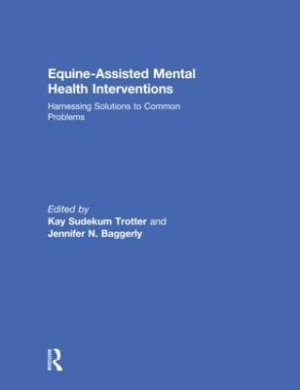 Equine-Assisted Mental
Health Interventions
Harnessing Solutions to Common
Problems
Edited by
Kay Sudekum Trotter and
Jennifer N. Baggerly
R